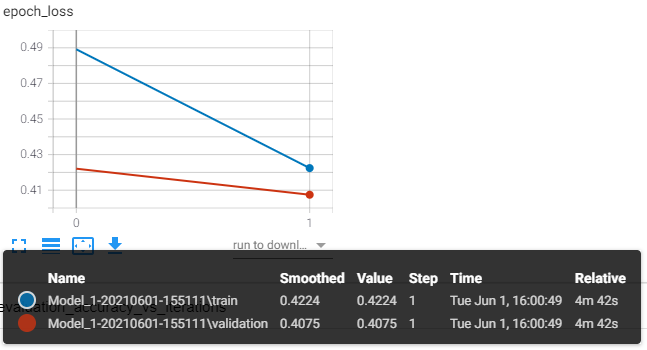 epoch_loss
0.49
0.47
0.45
0.43
0.41
0 1
run to downl...
Name Smoothed Value Step Time Relative
Model_1-20210601-155111\train 0.4224 0.4224 1 Tue Jun 1, 16:00:49 4m 42s
evaluation_accuracy_vs_iterations
Model_1-20210601-155111\validation 0.4075 0.4075 1 Tue Jun 1, 16:00:49 4m 42s